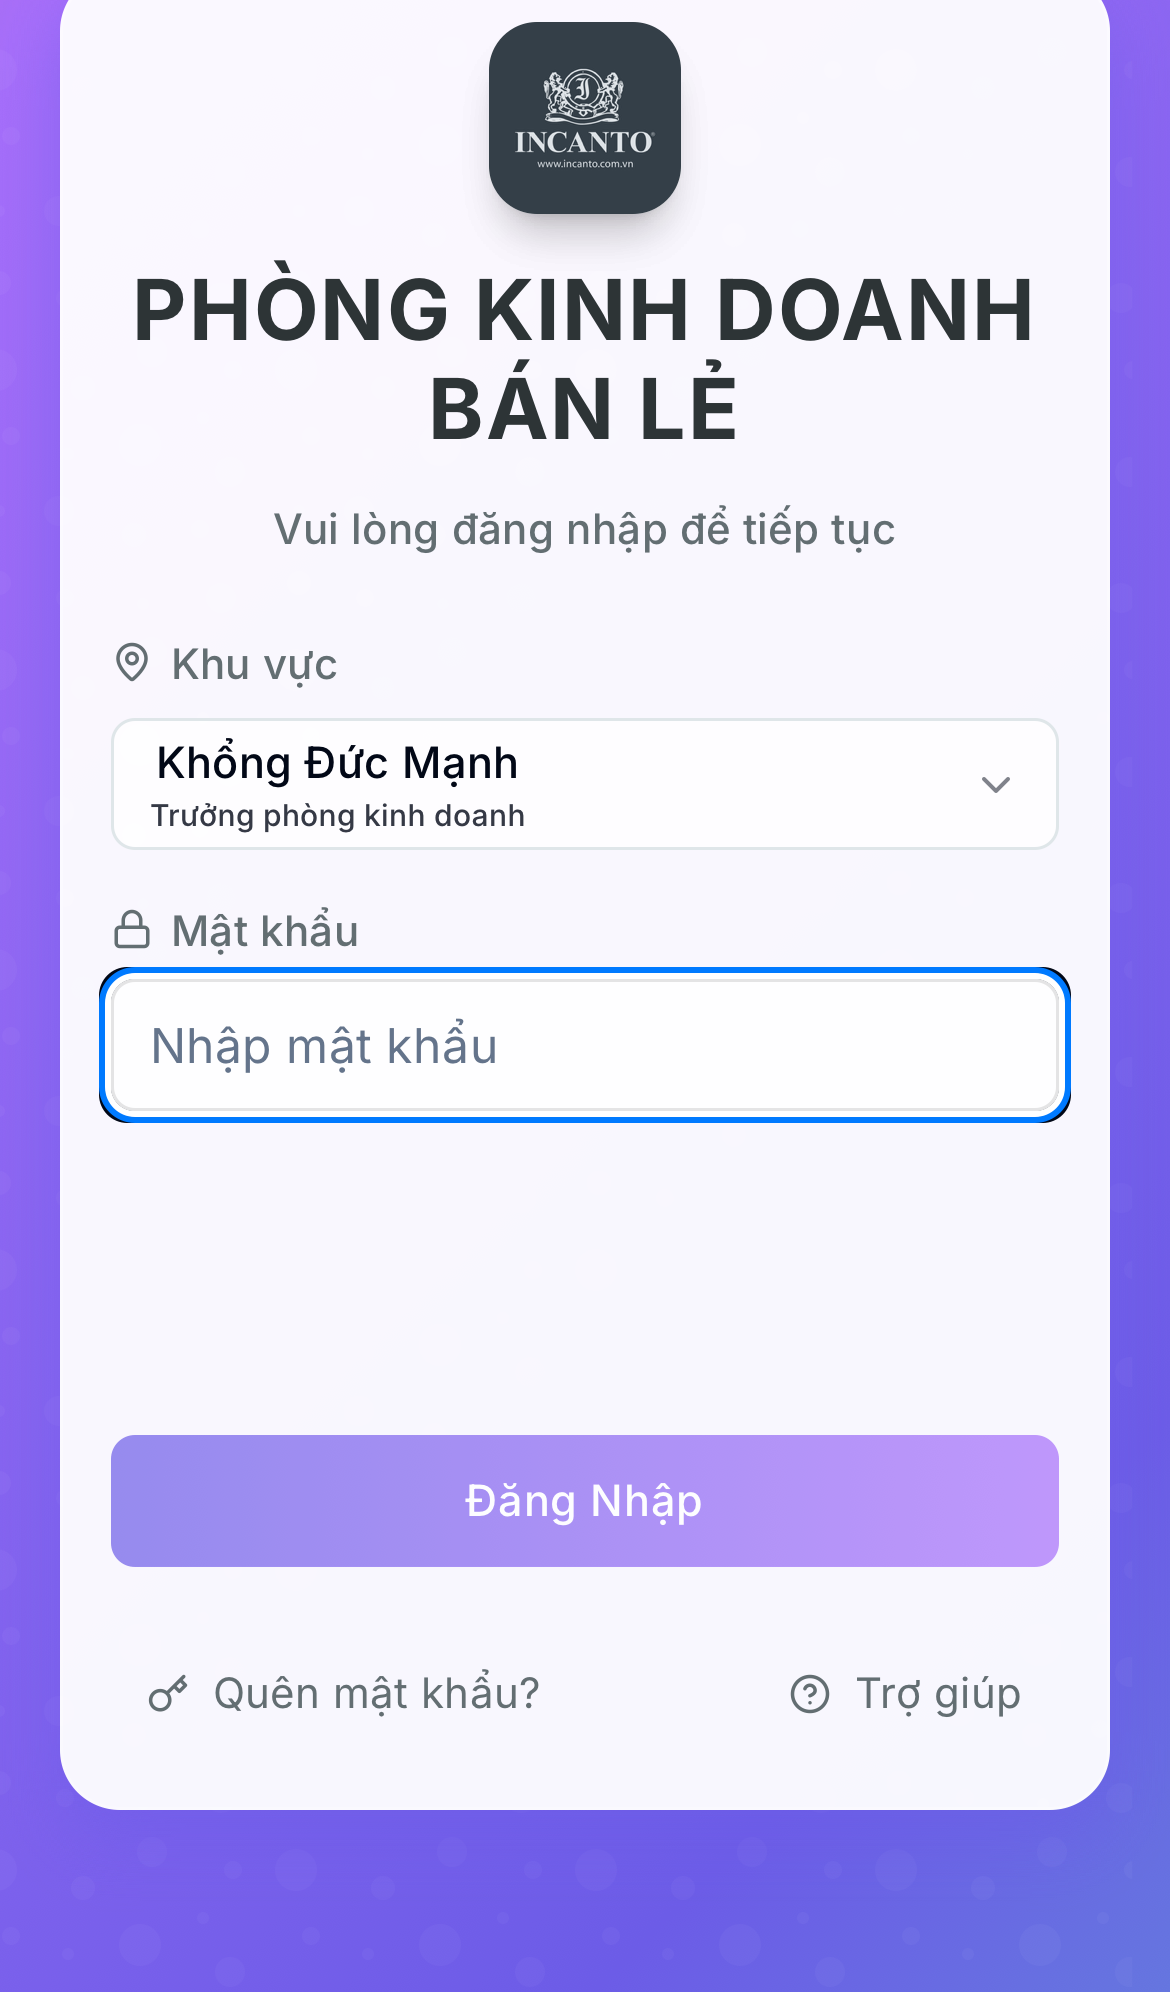 INCANTO
www.incanto.com.vn
PHÒNG KINH DOANH
BÁN LẺ
Vui lòng đăng nhập để tiếp tục
Khu vực
Khổng Đức Mạnh
Trưởng phòng kinh doanh
Mật khẩu
Nhập mật khẩu
Đăng Nhập
Quên mật khẩu?
Trợ giúp